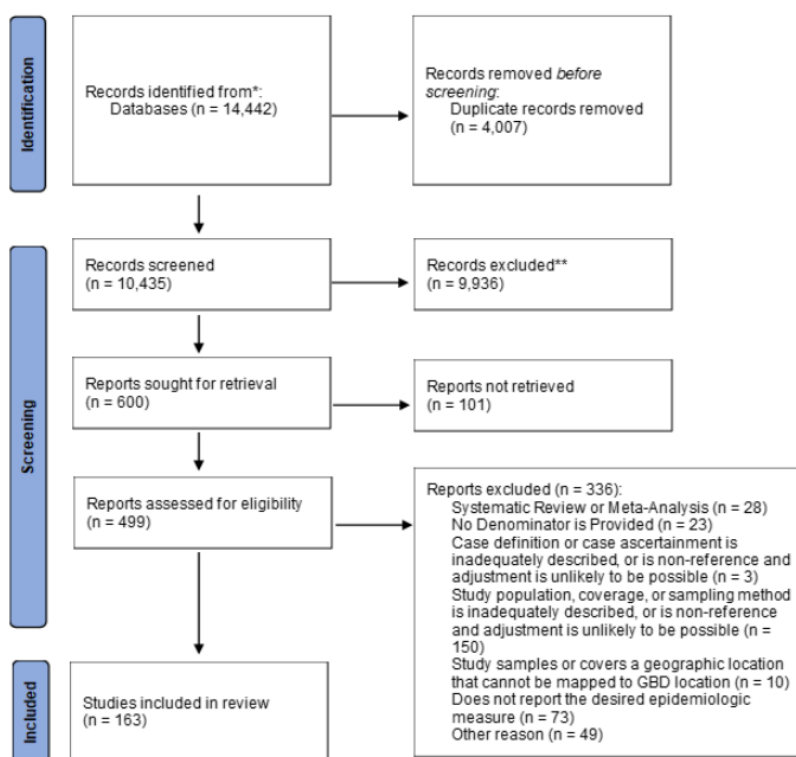 Identification
Records identified from*:
Databases (n = 14,442)
Records removed before
screening:
Duplicate records removed
(n = 4,007)
Screening
Records screened
(n = 10,435)
Records excluded**
(n = 9,936)
Reports sought for retrieval
(n = 600)
Reports not retrieved
(n = 101)
Reports assessed for eligibility
(n = 499)
Reports excluded (n = 336):
Systematic Review or Meta-Analysis (n = 28)
No Denominator is Provided (n = 23)
Case definition or case ascertainment is
inadequately described, or is non-reference and
adjustment is unlikely to be possible (n = 3)
Study population, coverage, or sampling method
is inadequately described, or is non-reference
and adjustment is unlikely to be possible (n =
150)
Study samples or covers a geographic location
that cannot be mapped to GBD location (n = 10)
Does not report the desired epidemiologic
measure (n = 73)
Other reason (n = 49)
Included
Studies included in review
(n = 163)